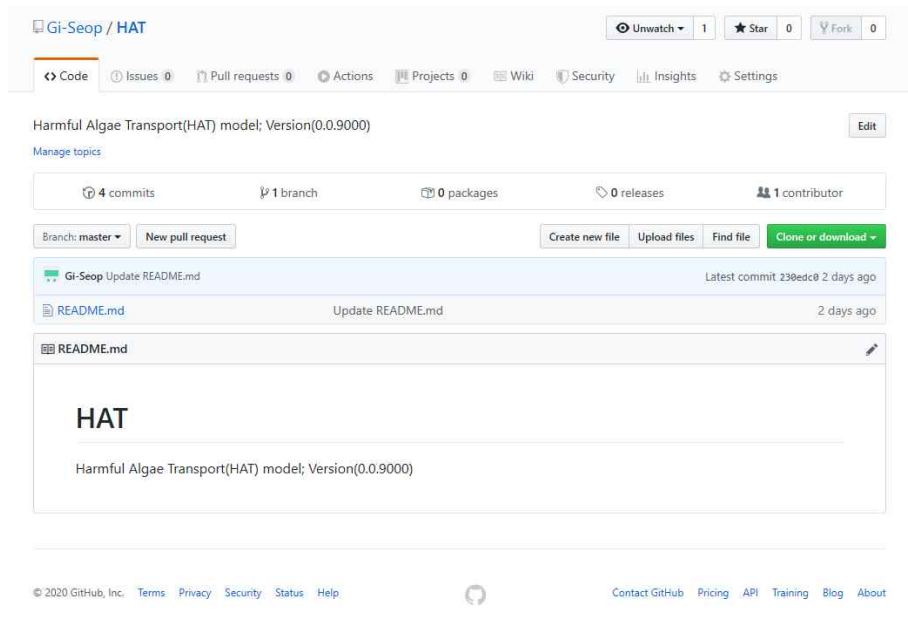 Gi-Seop / HAT
Unwatch 1 Star 0 Fork 0
Code Issues 0 Pull requests 0 Actions Projects 0 Wiki Security Insights Settings
Harmful Algae Transport(HAT) model; Version(0.0.9000) Edit
Manage topics
4 commits 1 branch 0 packages 0 releases 1 contributor
Branch: master New pull request Create new file Upload files Find file Clone or download
Gi-Seop Update README.md Latest commit 230edc0 2 days ago
README.md Update README.md 2 days ago
README.md
HAT
Harmful Algae Transport(HAT) model; Version(0.0.9000)
© 2020 GitHub, Inc. Terms Privacy Security Status Help Contact GitHub Pricing API Training Blog About